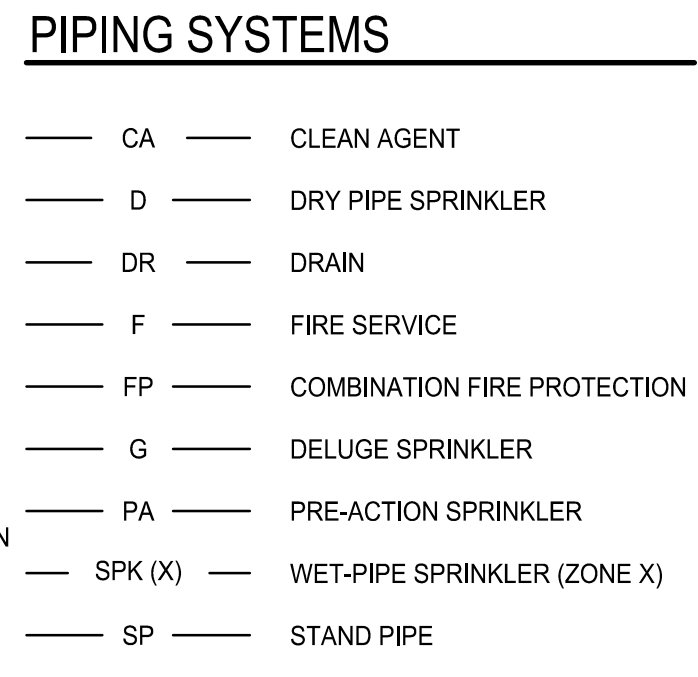 PIPING SYSTEMS
CA CLEAN AGENT
D DRY PIPE SPRINKLER
DR DRAIN
F FIRE SERVICE
FP COMBINATION FIRE PROTECTION
G DELUGE SPRINKLER
PA PRE-ACTION SPRINKLER
N
SPK (X) WET-PIPE SPRINKLER (ZONE X)
SP STAND PIPE